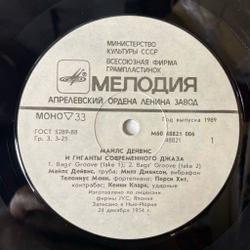 МИНИСТЕРСТВО
КУЛЬТУРЫ СССР
ВСЕСОЮЗНАЯ ФИРМА
ГРАМПЛАСТИНОК
МЕЛОДИЯ
АПРЕЛЕВСКИЙ ОРДЕНА ЛЕНИНА ЗАВОД
МОНО 33
Год выпуска 1989
ГОСТ 5289-88
Гр. 3. 3-25
М60 48821 006
48821
1
МАЙЛС ДЕЙВИС
И ГИГАНТЫ СОВРЕМЕННОГО ДЖАЗА
1. Bags' Groove (take 1) 2. Bags' Groove (take 2)
Майлс Дейвис, труба; Милт Джексон, вибрафон
Телониус Монк, ф-но; Перси Хит,
контрабас; Кенни Кларк, ударные
Изготовлено по лицензии
фирмы JVC, Япония
Записано в Нью-Йорке
24 декабря 1954 г.